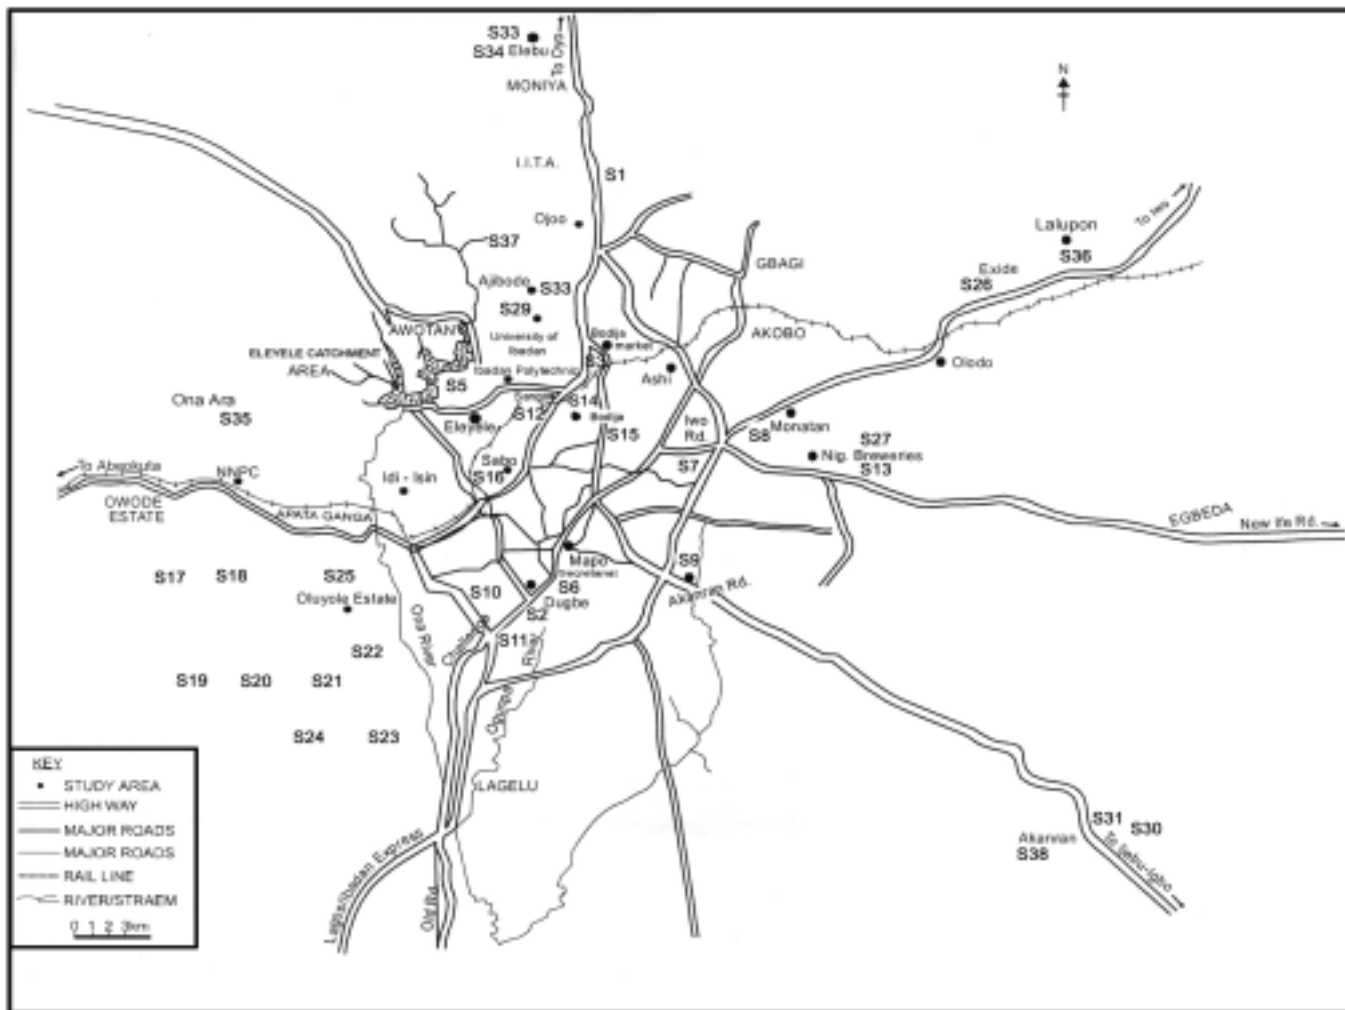 S33
S34 Elebu
To Oyo
MONIYA
N
I.I.T.A.
S1
Ojoo
S37
GBAGI
Lalupon
S36
To Iwo
Exide
S26
Ajibode
S33
S29
University of
Ibadan
AWOTAN
Bodija
market
AKOBO
ELEYELE CATCHMENT
AREA
Ibadan Polytechnic
S5
Ashi
Olodo
Ona Ara
S35
S12
S14
Bodija
Eleyele
S15
Iwo
Rd.
S8
Monatan
S27
Nig. Breweries
S13
S7
Sabo
S16
To Abeokuta
NNPC
Idi - Isin
OWODE
ESTATE
APATA GANGA
EGBEDA
New Ife Rd.
Mapo
S9
Akanran Rd.
S17
S18
S25
Oluyole Estate
S10
S6
Dugbe
S2
S11
Challenge
Ona River
River
S22
S19
S20
S21
S24
S23
LAGELU
S31
S30
Akanran
S38
To Ijebu-Igbo
Lagos/Ibadan Express
Old Rd.
KEY
STUDY AREA
HIGH WAY
MAJOR ROADS
MAJOR ROADS
RAIL LINE
RIVER/STRAEM
0 1 2 3km